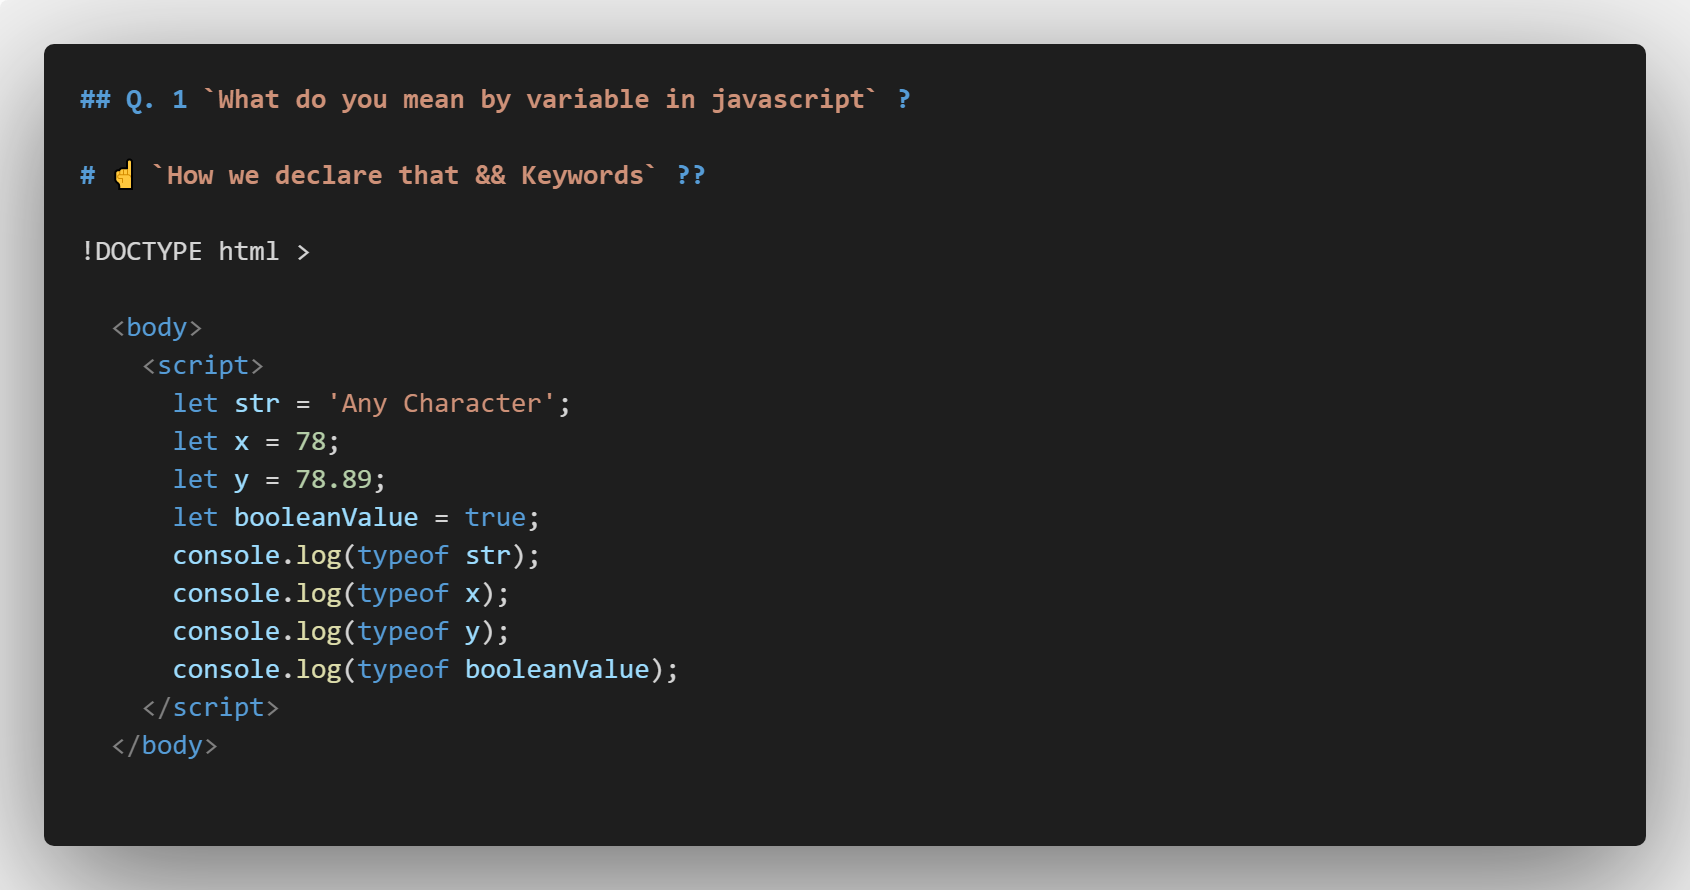 ## Q. 1 `What do you mean by variable in javascript` ?
# ☝ `How we declare that && Keywords` ??
!DOCTYPE html >
<body>
<script>
let str = 'Any Character';
let x = 78;
let y = 78.89;
let booleanValue = true;
console.log(typeof str);
console.log(typeof x);
console.log(typeof y);
console.log(typeof booleanValue);
</script>
</body>